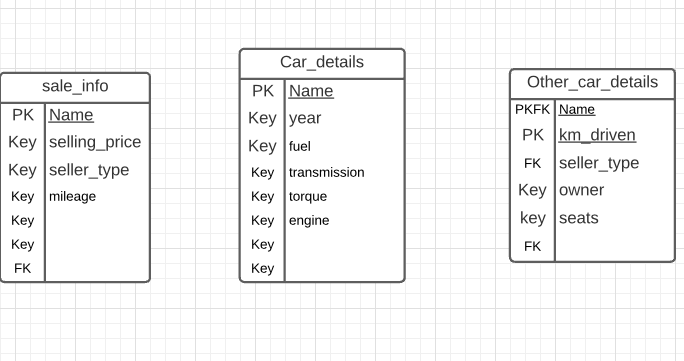 sale_info
PK Name
Key selling_price
Key seller_type
Key mileage
Key
Key
FK
Car_details
PK Name
Key year
Key fuel
Key transmission
Key torque
Key engine
Key
Key
Other_car_details
PKFK Name
PK km_driven
FK seller_type
Key owner
key seats
FK